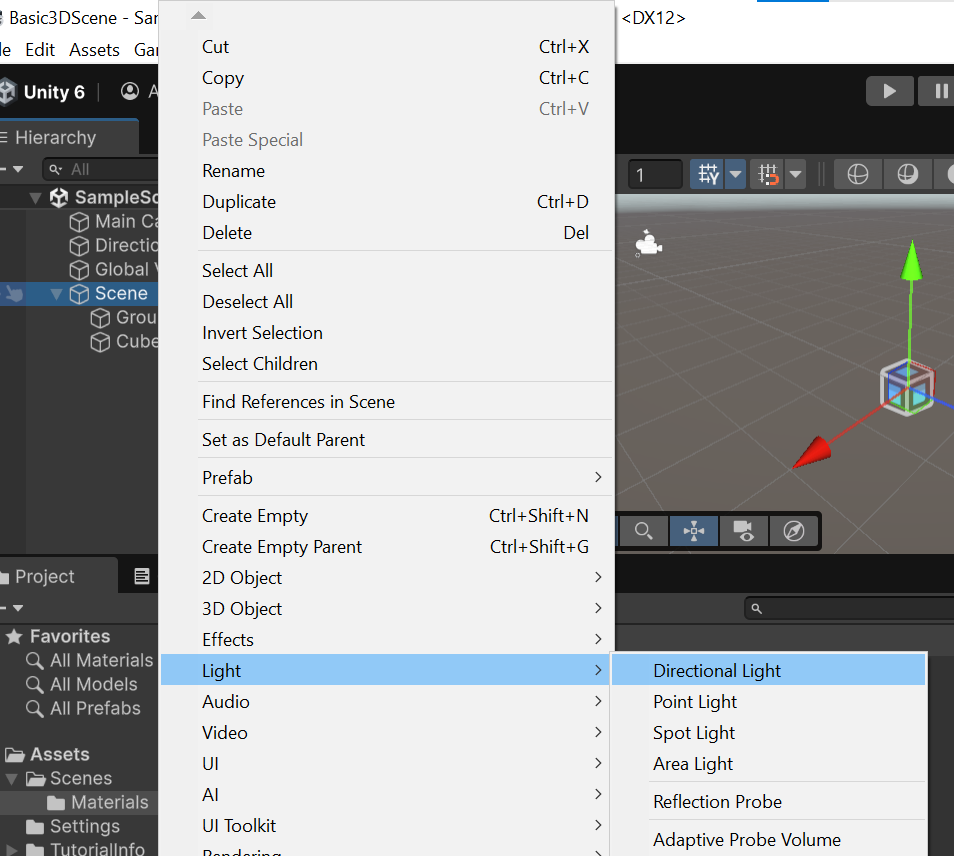 Basic3DScene - Sar
<DX12>
Edit Assets Gar
Unity 6
A
Hierarchy
All
SampleSc
Main Ca
Directio
Global V
Scene
Grou
Cube
Cut Ctrl+X
Copy Ctrl+C
Paste Ctrl+V
Paste Special
Rename
Duplicate Ctrl+D
Delete Del
Select All
Deselect All
Invert Selection
Select Children
Find References in Scene
Set as Default Parent
Prefab
Create Empty Ctrl+Shift+N
Create Empty Parent Ctrl+Shift+G
2D Object
3D Object
Effects
Light
Audio
Video
UI
AI
UI Toolkit
Rendering
Directional Light
Point Light
Spot Light
Area Light
Reflection Probe
Adaptive Probe Volume
1
Project
Favorites
All Materials
All Models
All Prefabs
Assets
Scenes
Materials
Settings
TutorialInfo